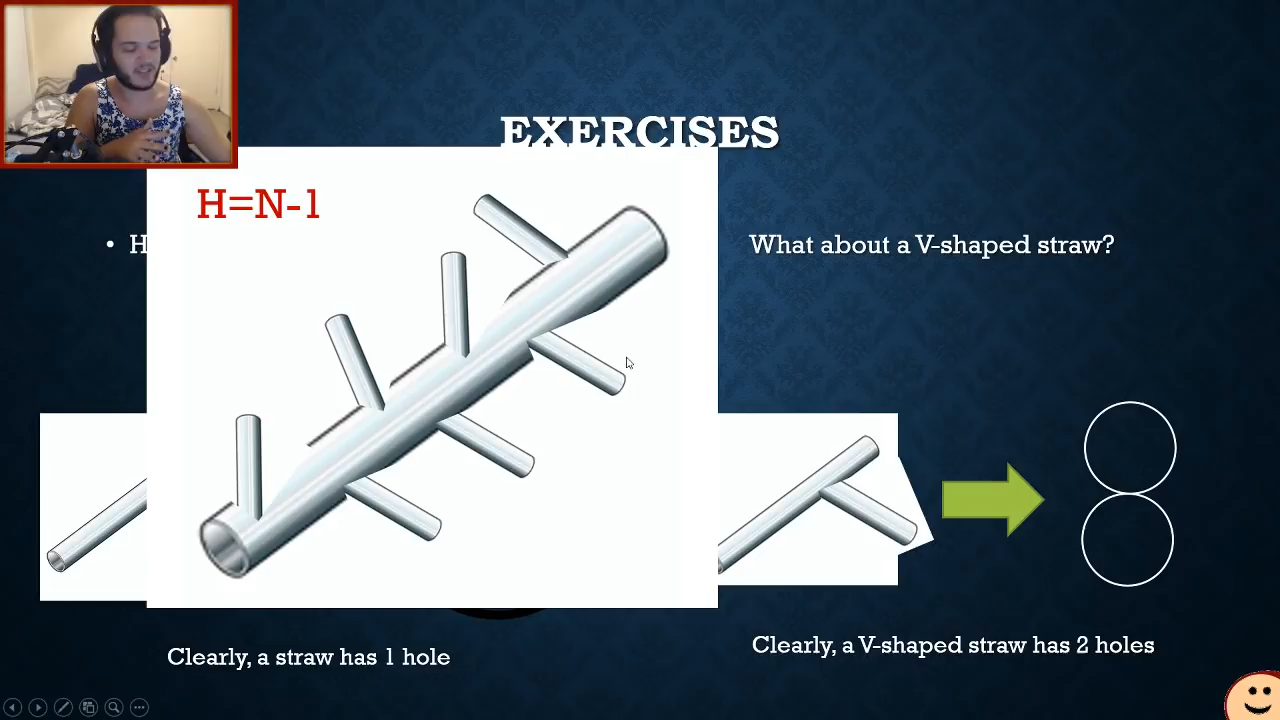 EXERCISES
H=N-1
• H
What about a V-shaped straw?
Clearly, a straw has 1 hole
Clearly, a V-shaped straw has 2 holes